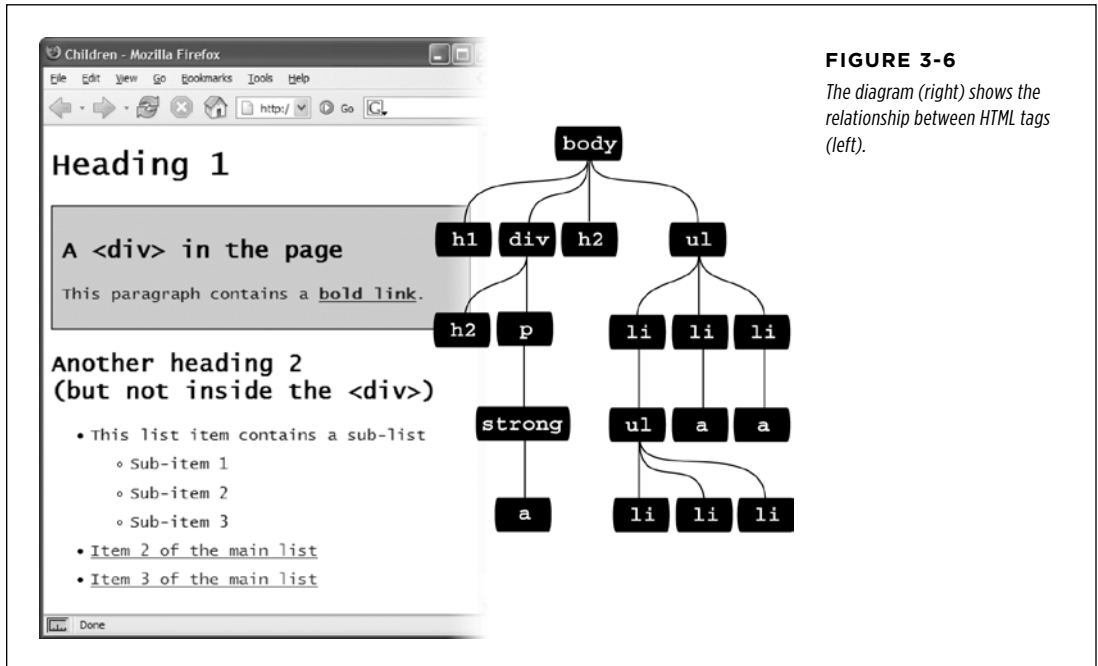 Children - Mozilla Firefox
File Edit View Go Bookmarks Tools Help
http:/ Go G
Heading 1
A <div> in the page
This paragraph contains a bold link.
Another heading 2
(but not inside the <div>)
• This list item contains a sub-list
◦ Sub-item 1
◦ Sub-item 2
◦ Sub-item 3
• Item 2 of the main list
• Item 3 of the main list
Done
body
h1 div h2 ul
h2 p li li li
strong ul a a
a li li li
FIGURE 3-6
The diagram (right) shows the
relationship between HTML tags
(left).